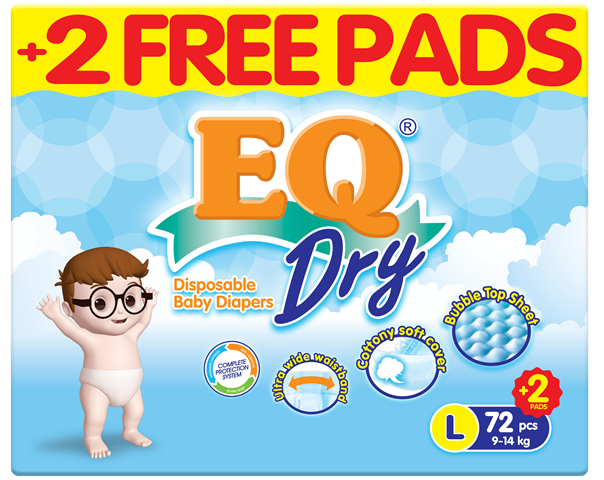 +2 FREE PADS
EQ®
Dry
Disposable
Baby Diapers
COMPLETE
PROTECTION
SYSTEM
Ultra wide waistband
Cottony soft cover
Bubble Top Sheet
+2
PADS
L
72 pcs
9-14 kg